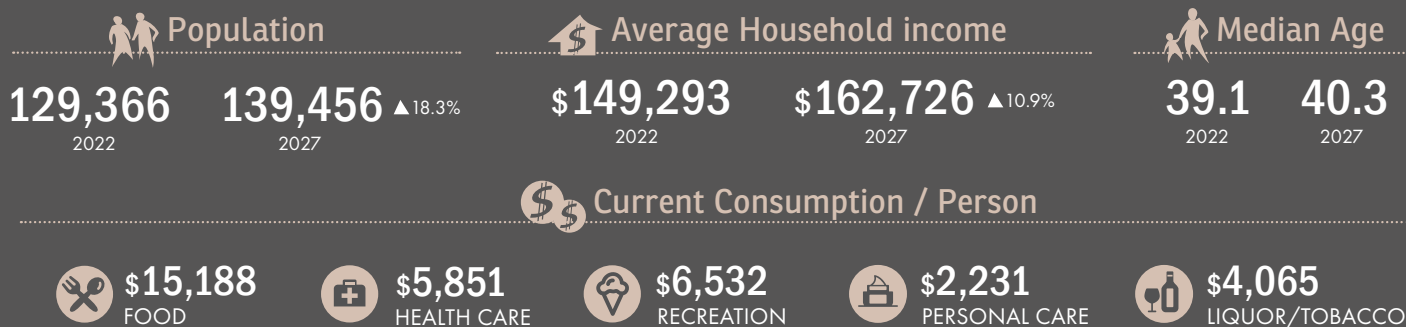 Population
Average Household income
Median Age
129,366
139,456 ▲18.3%
$149,293
$162,726 ▲10.9%
39.1
40.3
2022
2027
2022
2027
2022
2027
Current Consumption / Person
$15,188
$5,851
$6,532
$2,231
$4,065
FOOD
HEALTH CARE
RECREATION
PERSONAL CARE
LIQUOR/TOBACCO